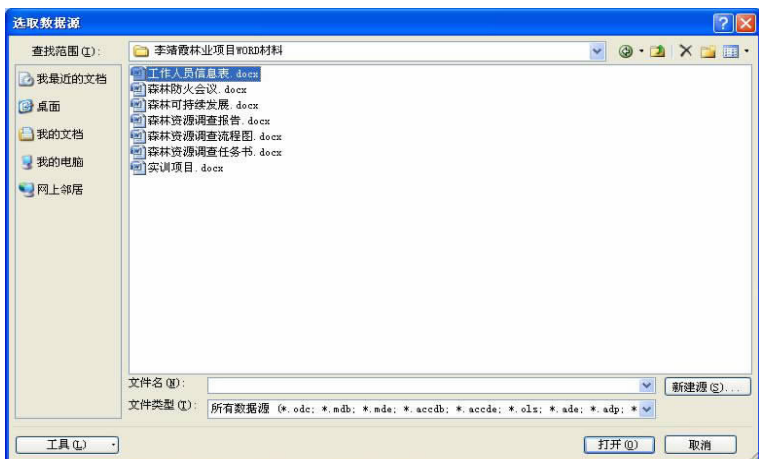 选取数据源
查找范围(I):
李靖霞林业项目WORD材料
我最近的文档
桌面
我的文档
我的电脑
网上邻居
工作人员信息表.docx
森林防火会议.docx
森林可持续发展.docx
森林资源调查报告.docx
森林资源调查流程图.docx
森林资源调查任务书.docx
实训项目.docx
文件名(N):
新建源(S)...
文件类型(T):
所有数据源 (*.odc; *.mdb; *.mde; *.accdb; *.accde; *.ols; *.ade; *.adp; *
工具(L)
打开(O)
取消